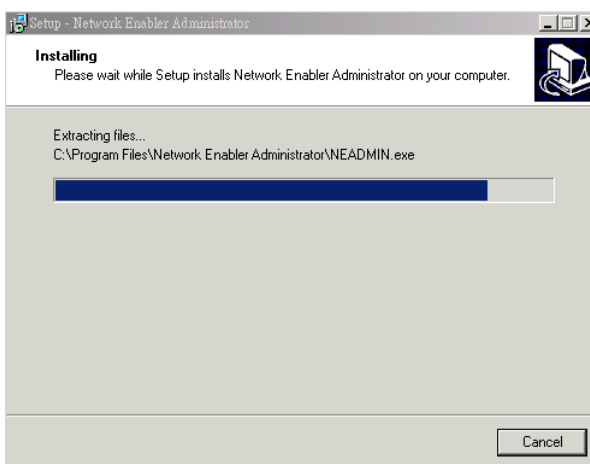 Setup - Network Enabler Administrator
Installing
Please wait while Setup installs Network Enabler Administrator on your computer.
Extracting files...
C:\Program Files\Network Enabler Administrator\NEADMIN.exe
Cancel